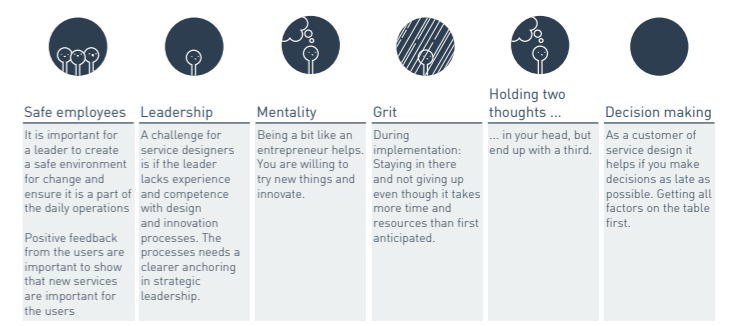 Safe employees
It is important for
a leader to create
a safe environment
for change and
ensure it is a part of
the daily operations
Positive feedback
from the users are
important to show
that new services
are important for
the users
Leadership
A challenge for
service designers
is if the leader
lacks experience
and competence
with design
and innovation
processes. The
processes needs a
clearer anchoring
in strategic
leadership.
Mentality
Being a bit like an
entrepreneur helps.
You are willing to
try new things and
innovate.
Grit
During
implementation:
Staying in there
and not giving up
even though it takes
more time and
resources than first
anticipated.
Holding two
thoughts ...
... in your head, but
end up with a third.
Decision making
As a customer of
service design it
helps if you make
decisions as late as
possible. Getting all
factors on the table
first.